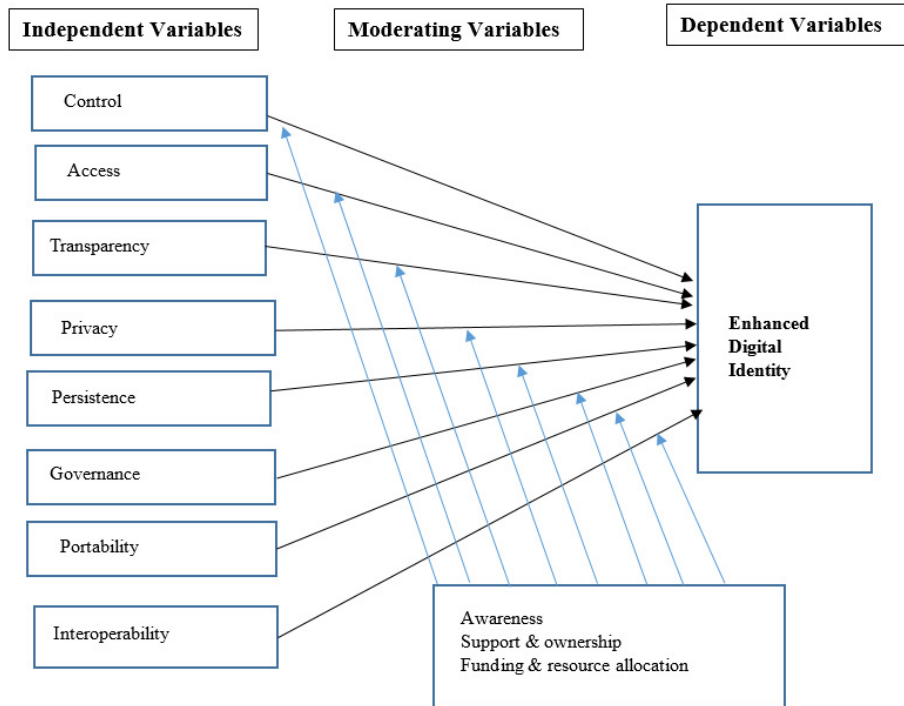 Independent Variables
Moderating Variables
Dependent Variables
Control
Access
Transparency
Privacy
Persistence
Governance
Portability
Interoperability
Enhanced
Digital
Identity
Awareness
Support & ownership
Funding & resource allocation